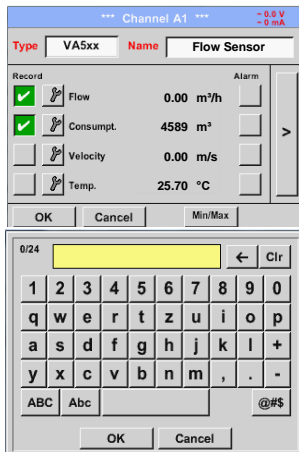 *** Channel A1 *** ~ 0.0 V
~ 0 mA
Type VA5xx Name Flow Sensor
Record Alarm
Flow 0.00 m³/h
Consumpt. 4589 m³
>
Velocity 0.00 m/s
Temp. 25.70 °C
OK Cancel Min/Max
0/24 ← Clr
1 2 3 4 5 6 7 8 9 0
q w e r t z u i o p
a s d f g h j k l +
y x c v b n m , . -
ABC Abc @#$
OK Cancel